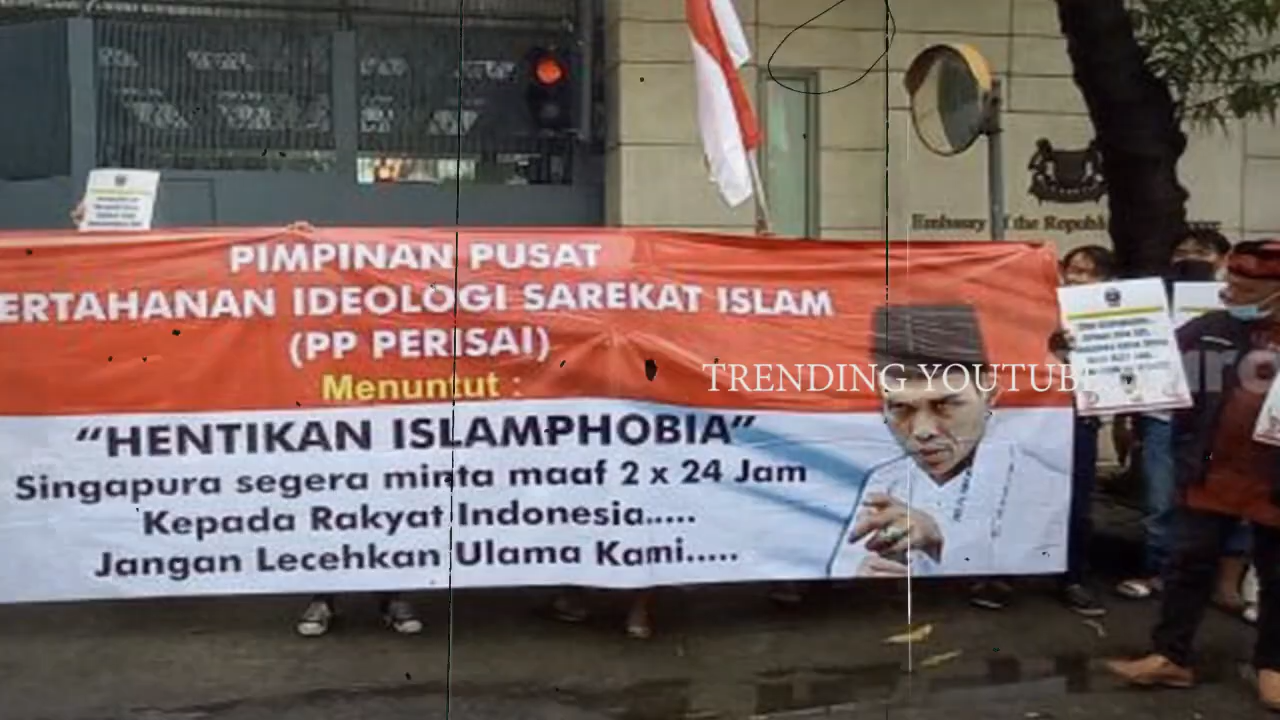 Embassy of the Republic
PIMPINAN PUSAT
ERTAHANAN IDEOLOGI SAREKAT ISLAM
(PP PERISAI)
Menuntut :
TRENDING YOUTUBE
“HENTIKAN ISLAMPHOBIA”
Singapura segera minta maaf 2 x 24 Jam
Kepada Rakyat Indonesia.....
Jangan Lecehkan Ulama Kami.....